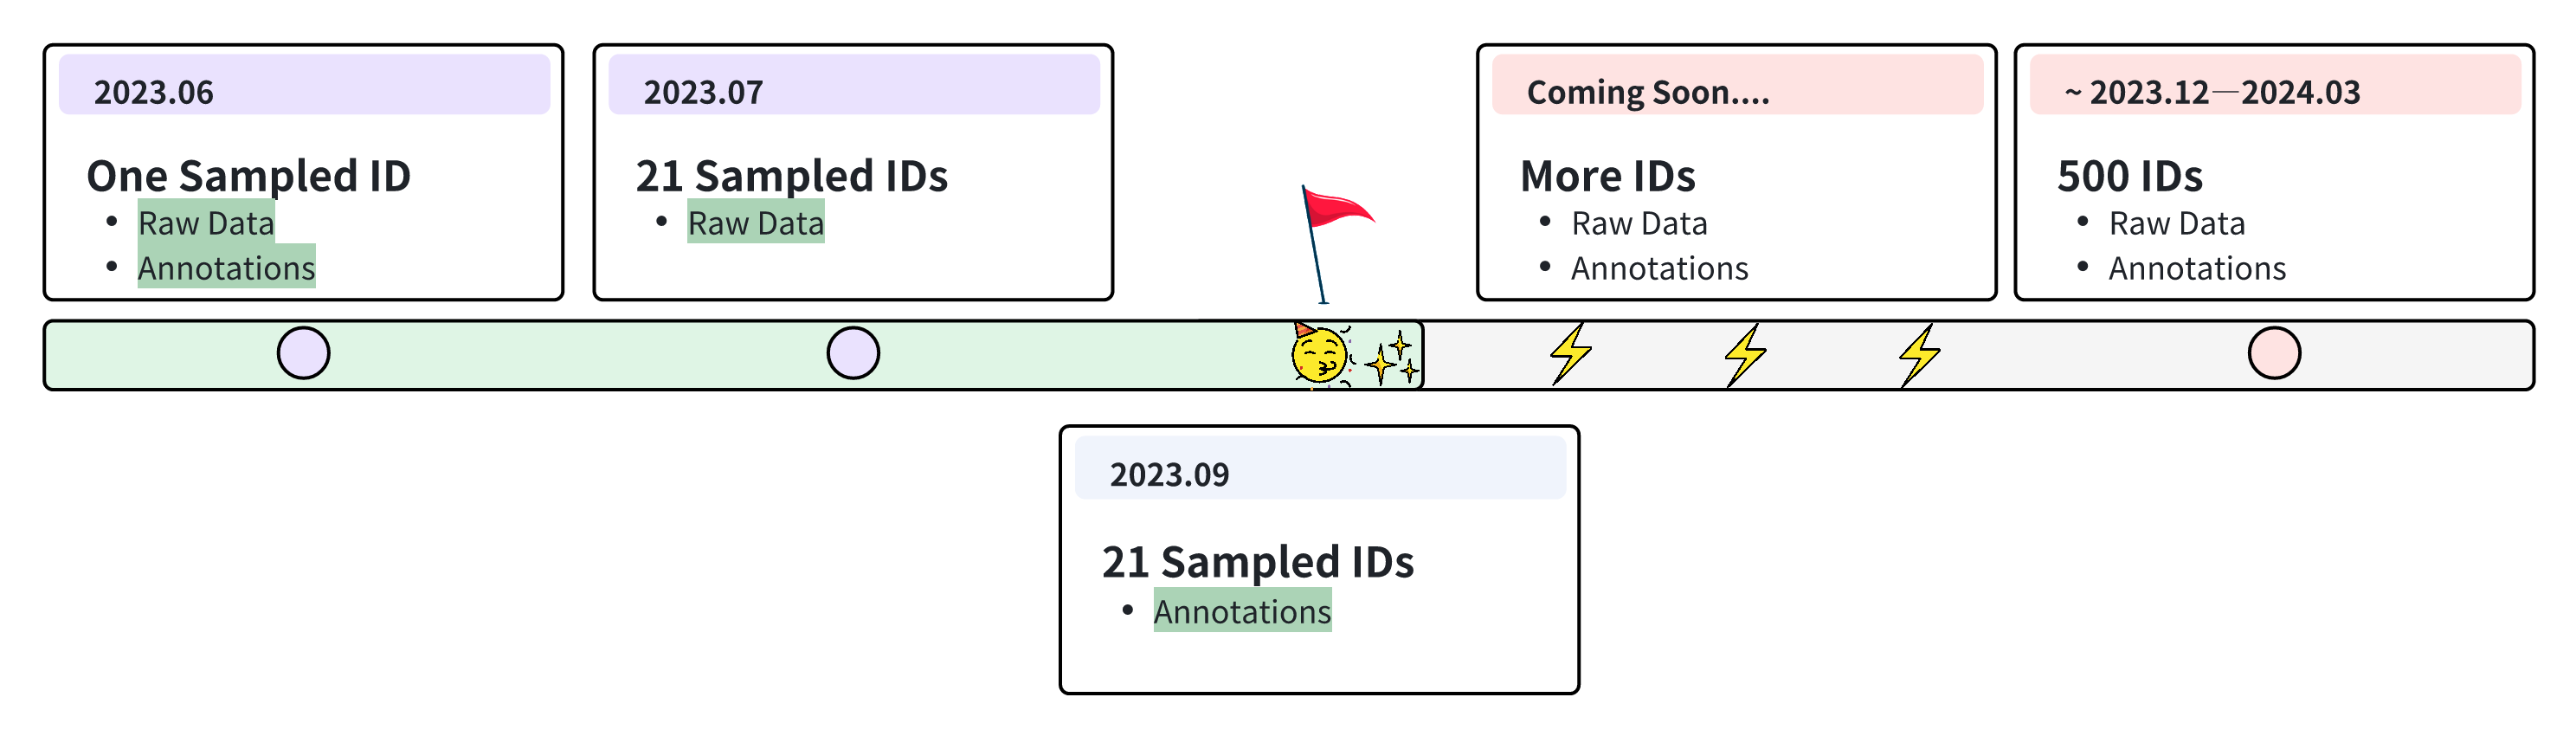 2023.06
One Sampled ID
• Raw Data
• Annotations
2023.07
21 Sampled IDs
• Raw Data
Coming Soon....
More IDs
• Raw Data
• Annotations
~ 2023.12—2024.03
500 IDs
• Raw Data
• Annotations
2023.09
21 Sampled IDs
• Annotations